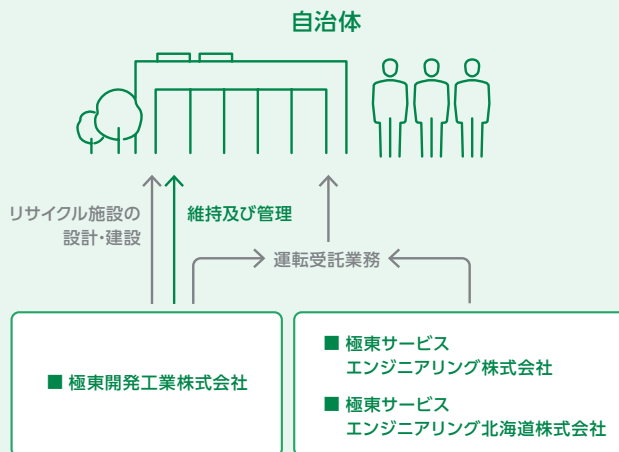 自治体
リサイクル施設の
設計・建設
維持及び管理
運転受託業務
■ 極東開発工業株式会社
■ 極東サービス
エンジニアリング株式会社
■ 極東サービス
エンジニアリング北海道株式会社